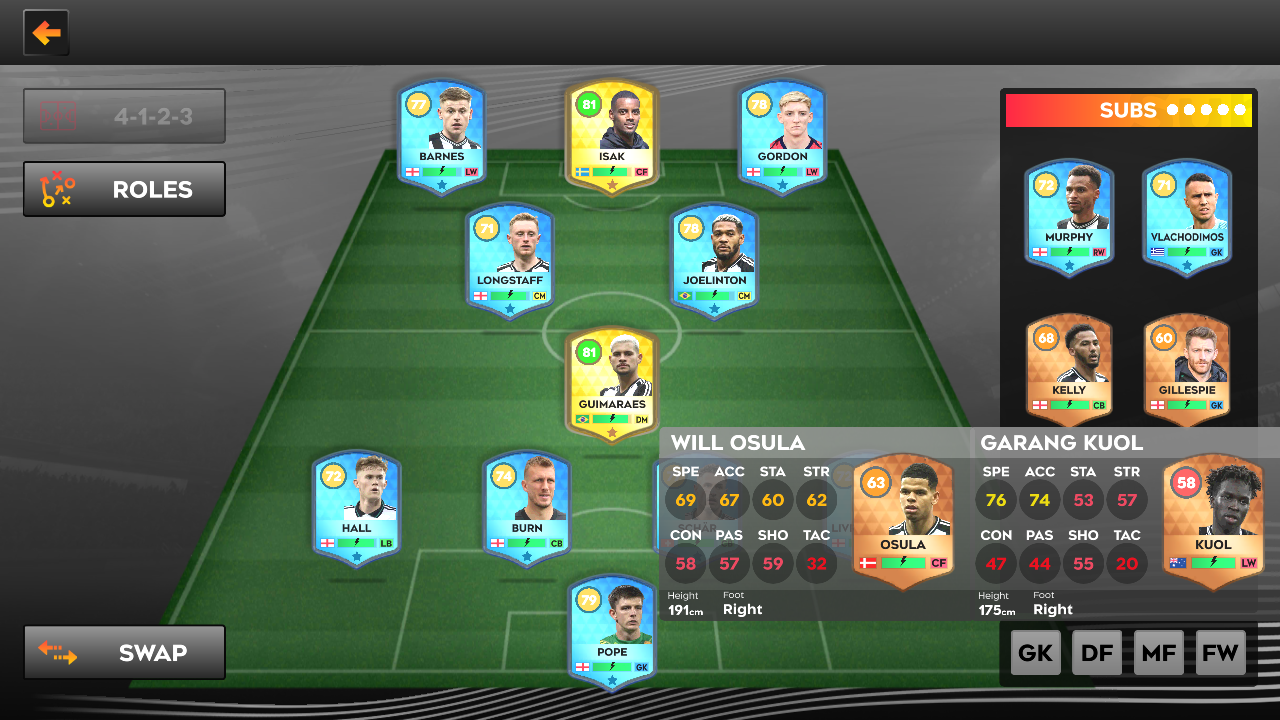 4-1-2-3
ROLES
SUBS
77
BARNES
LW
81
ISAK
CF
78
GORDON
LW
71
LONGSTAFF
CM
78
JOELINTON
CM
81
GUIMARAES
DM
72
HALL
LB
74
BURN
CB
SCHÄR
79
POPE
GK
72
MURPHY
RW
71
VLACHODIMOS
GK
68
KELLY
CB
60
GILLESPIE
GK
WILL OSULA
SPE ACC STA STR
69 67 60 62
CON PAS SHO TAC
58 57 59 32
Height Foot
191cm Right
63
OSULA
CF
GARANG KUOL
SPE ACC STA STR
76 74 53 57
CON PAS SHO TAC
47 44 55 20
Height Foot
175cm Right
58
KUOL
LW
SWAP
GK DF MF FW